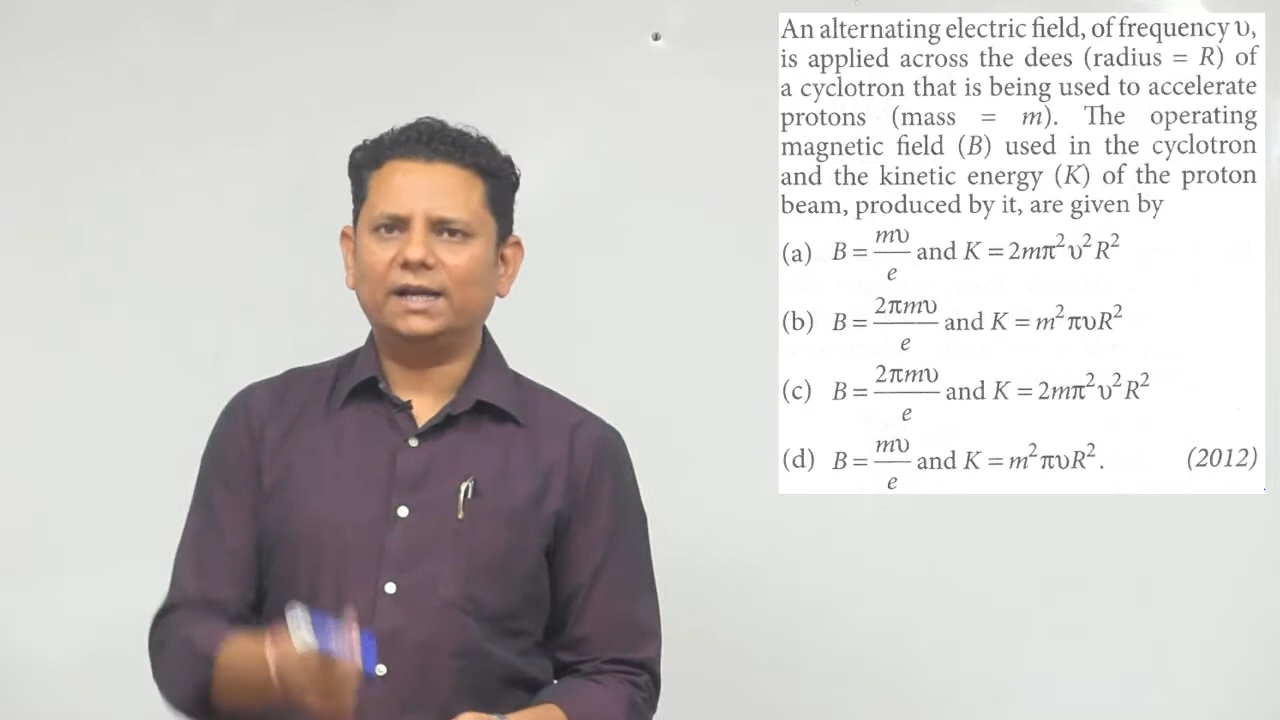 An alternating electric field, of frequency υ,
is applied across the dees (radius = R) of
a cyclotron that is being used to accelerate
protons (mass = m). The operating
magnetic field (B) used in the cyclotron
and the kinetic energy (K) of the proton
beam, produced by it, are given by
(a) B = mυ/e and K = 2mπ²υ²R²
(b) B = 2πmυ/e and K = m²πυR²
(c) B = 2πmυ/e and K = 2mπ²υ²R²
(d) B = mυ/e and K = m²πυR². (2012)